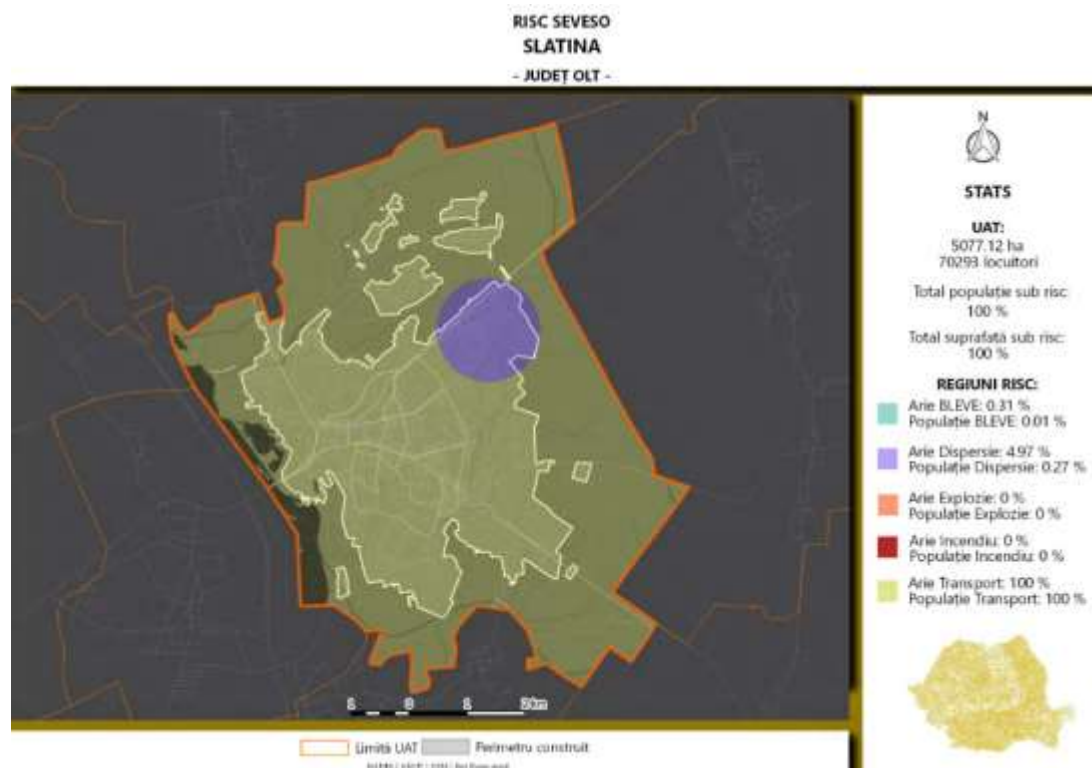 RISC SEVESO
SLATINA
- JUDEȚ OLT -
N
STATS
UAT:
5077.12 ha
70293 locuitori
Total populație sub risc:
100 %
Total suprafață sub risc:
100 %
REGIUNI RISC:
Arie BLEVE: 0.31 %
Populație BLEVE: 0.01 %
Arie Dispersie: 4.97 %
Populație Dispersie: 0.27 %
Arie Explozie: 0 %
Populație Explozie: 0 %
Arie Incendiu: 0 %
Populație Incendiu: 0 %
Arie Transport: 100 %
Populație Transport: 100 %
Limită UAT
Perimetru construit